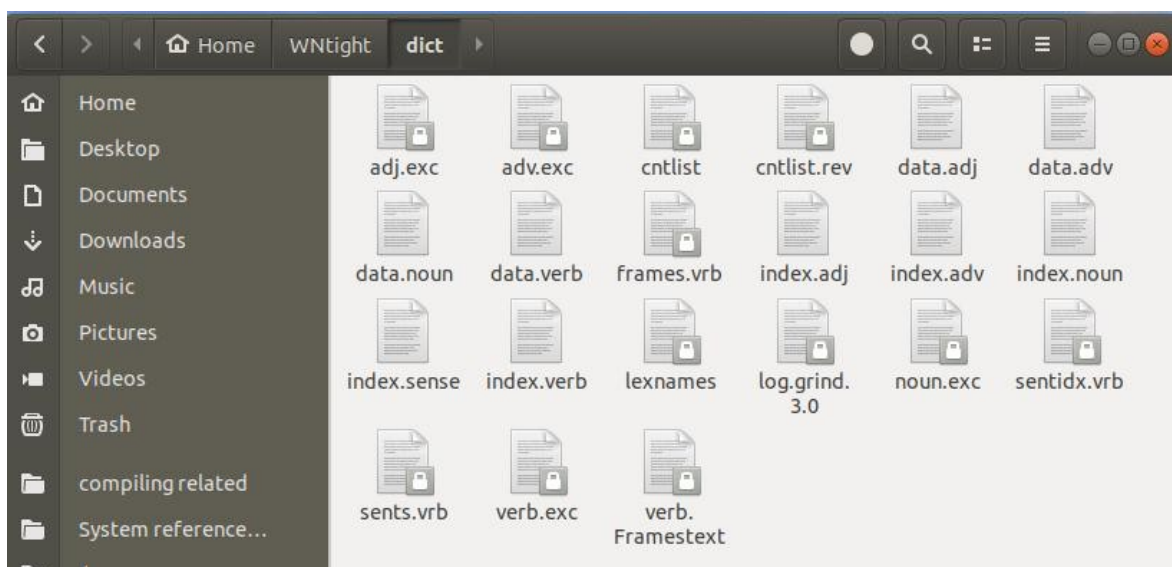 Home WNtight dict
Home
Desktop
Documents
Downloads
Music
Pictures
Videos
Trash
compiling related
System reference...
adj.exc adv.exc cntlist cntlist.rev data.adj data.adv
data.noun data.verb frames.vrb index.adj index.adv index.noun
index.sense index.verb lexnames log.grind. noun.exc sentidx.vrb
3.0
sents.vrb verb.exc verb.
Framestext